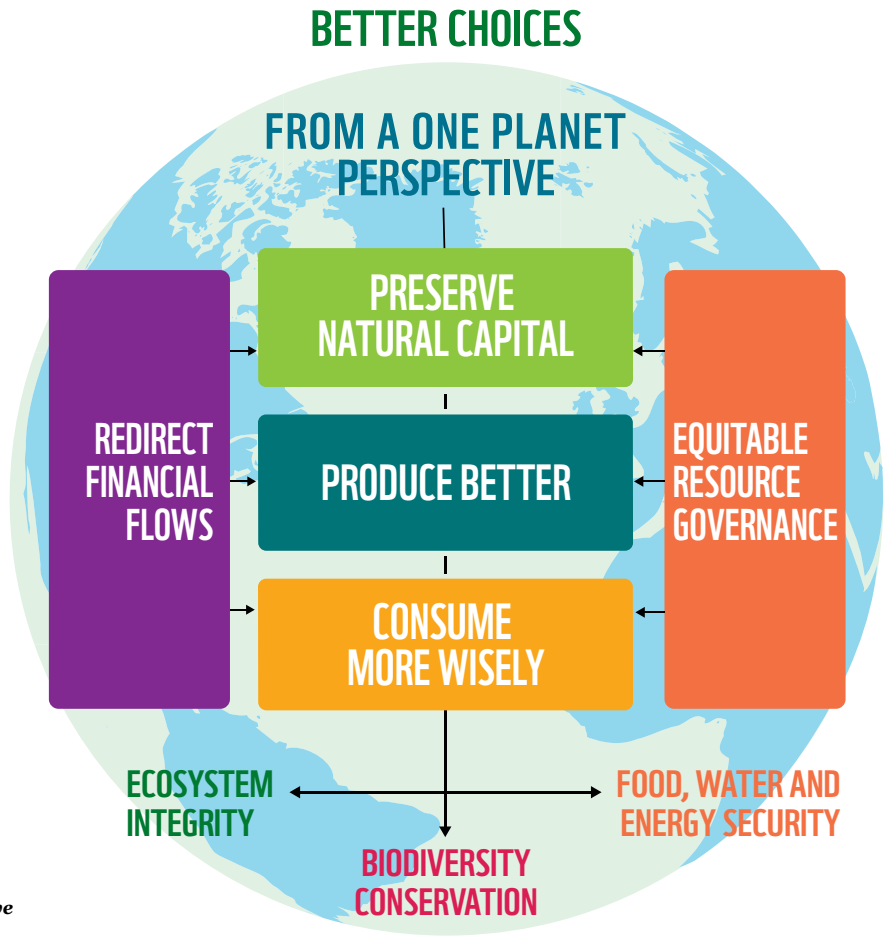 BETTER CHOICES
FROM A ONE PLANET
PERSPECTIVE
PRESERVE
NATURAL CAPITAL
REDIRECT
FINANCIAL
FLOWS
PRODUCE BETTER
EQUITABLE
RESOURCE
GOVERNANCE
CONSUME
MORE WISELY
ECOSYSTEM
INTEGRITY
FOOD, WATER AND
ENERGY SECURITY
BIODIVERSITY
CONSERVATION